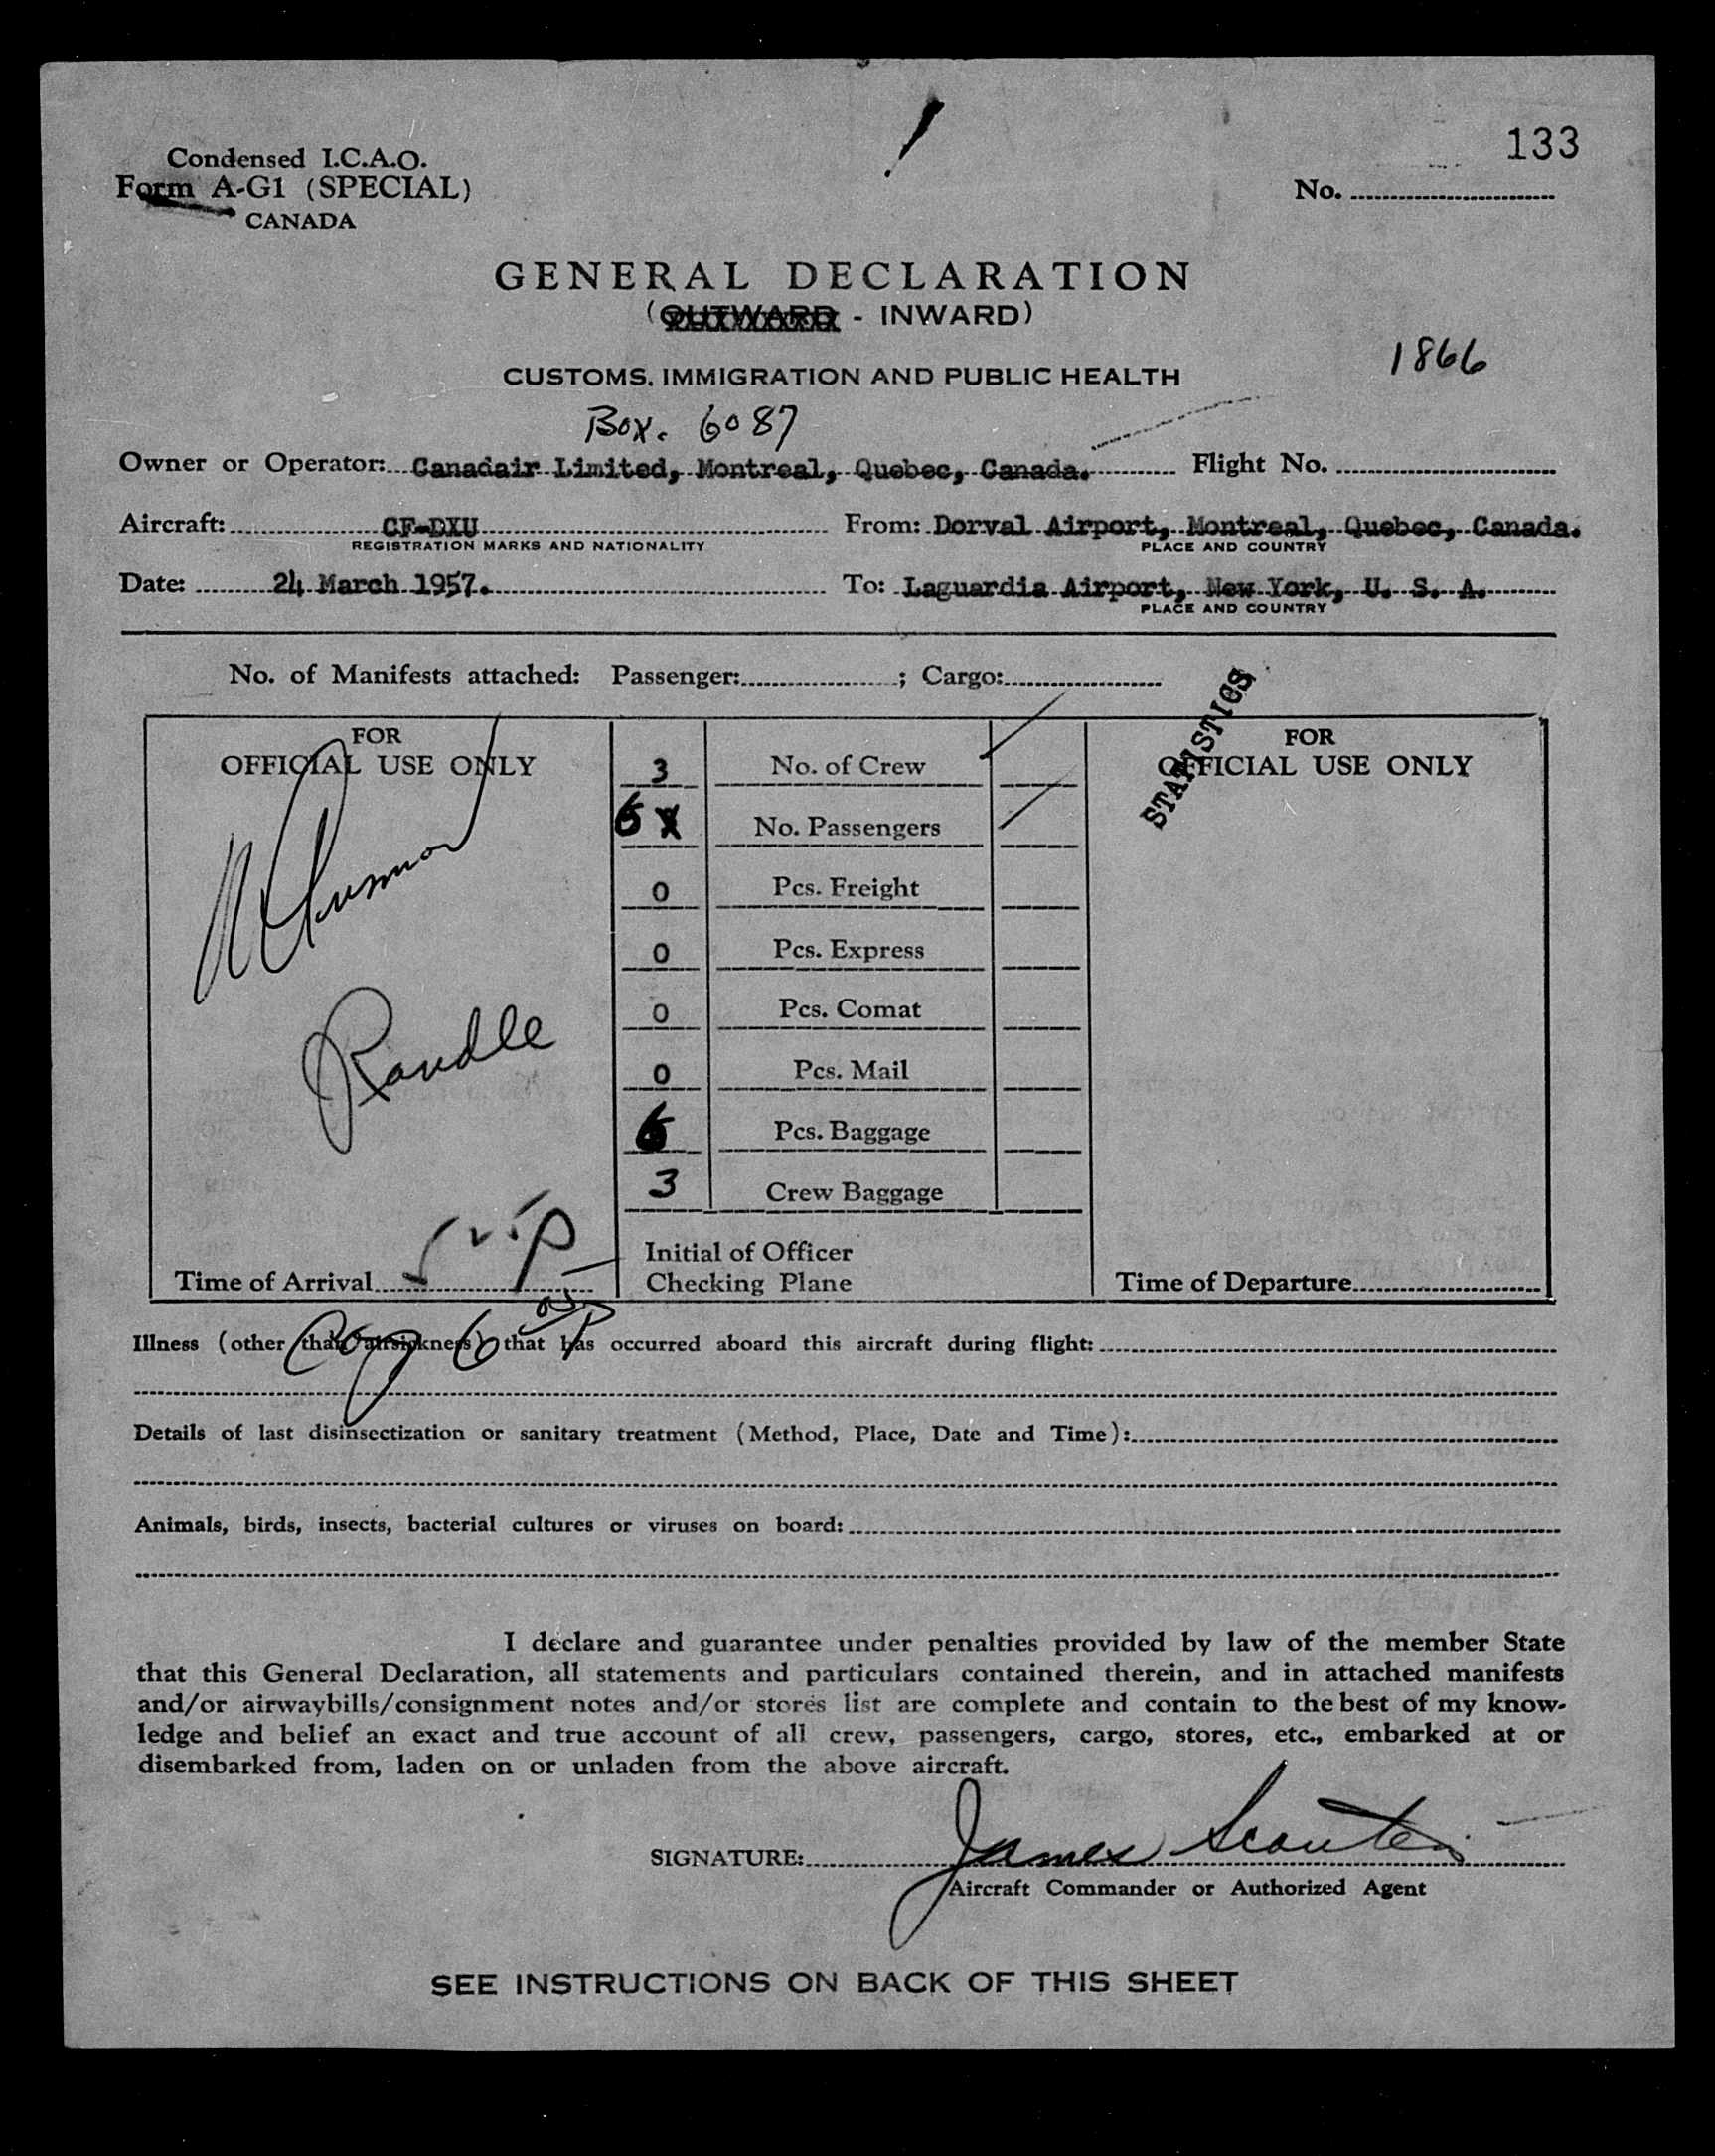 133
Condensed I.C.A.O.
Form A-G1 (SPECIAL)
CANADA
No.
GENERAL DECLARATION
(OUTWARD - INWARD)
1866
CUSTOMS, IMMIGRATION AND PUBLIC HEALTH
Box. 6087
Owner or Operator: Canadair Limited, Montreal, Quebec, Canada. Flight No.
Aircraft: CF-DXU From: Dorval Airport, Montreal, Quebec, Canada.
REGISTRATION MARKS AND NATIONALITY PLACE AND COUNTRY
Date: 24 March 1957. To: Laguardia Airport, New York, U. S. A.
PLACE AND COUNTRY
No. of Manifests attached: Passenger: ; Cargo:
STATISTICS
FOR
OFFICIAL USE ONLY
Randle
Time of Arrival
3 No. of Crew
6 No. Passengers
0 Pcs. Freight
0 Pcs. Express
0 Pcs. Comat
0 Pcs. Mail
6 Pcs. Baggage
3 Crew Baggage
Initial of Officer
Checking Plane
FOR
OFFICIAL USE ONLY
Time of Departure
Illness (other than airsickness) that has occurred aboard this aircraft during flight:
Details of last disinsectization or sanitary treatment (Method, Place, Date and Time):
Animals, birds, insects, bacterial cultures or viruses on board:
I declare and guarantee under penalties provided by law of the member State
that this General Declaration, all statements and particulars contained therein, and in attached manifests
and/or airwaybills/consignment notes and/or stores list are complete and contain to the best of my know-
ledge and belief an exact and true account of all crew, passengers, cargo, stores, etc., embarked at or
disembarked from, laden on or unladen from the above aircraft.
SIGNATURE: James
Aircraft Commander or Authorized Agent
SEE INSTRUCTIONS ON BACK OF THIS SHEET